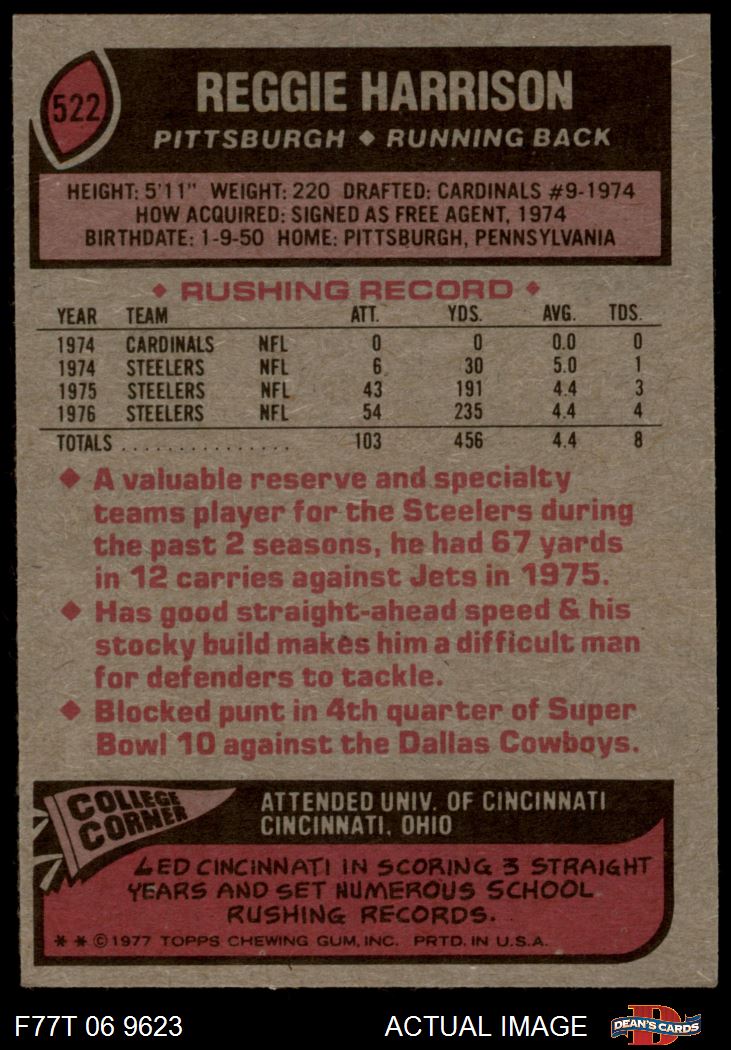 522
REGGIE HARRISON
PITTSBURGH ◆ RUNNING BACK
HEIGHT: 5'11" WEIGHT: 220 DRAFTED: CARDINALS #9-1974
HOW ACQUIRED: SIGNED AS FREE AGENT, 1974
BIRTHDATE: 1-9-50 HOME: PITTSBURGH, PENNSYLVANIA
◆ RUSHING RECORD ◆
YEAR TEAM ATT. YDS. AVG. TDS.
1974 CARDINALS NFL 0 0 0.0 0
1974 STEELERS NFL 6 30 5.0 1
1975 STEELERS NFL 43 191 4.4 3
1976 STEELERS NFL 54 235 4.4 4
TOTALS . . . . . . . . . . . . . . . 103 456 4.4 8
◆ A valuable reserve and specialty
teams player for the Steelers during
the past 2 seasons, he had 67 yards
in 12 carries against Jets in 1975.
◆ Has good straight-ahead speed & his
stocky build makes him a difficult man
for defenders to tackle.
◆ Blocked punt in 4th quarter of Super
Bowl 10 against the Dallas Cowboys.
COLLEGE
CORNER
ATTENDED UNIV. OF CINCINNATI
CINCINNATI, OHIO
LED CINCINNATI IN SCORING 3 STRAIGHT
YEARS AND SET NUMEROUS SCHOOL
RUSHING RECORDS.
* * © 1977 TOPPS CHEWING GUM, INC. PRTD. IN U.S.A.
F77T 06 9623 ACTUAL IMAGE
D
DEAN'S CARDS